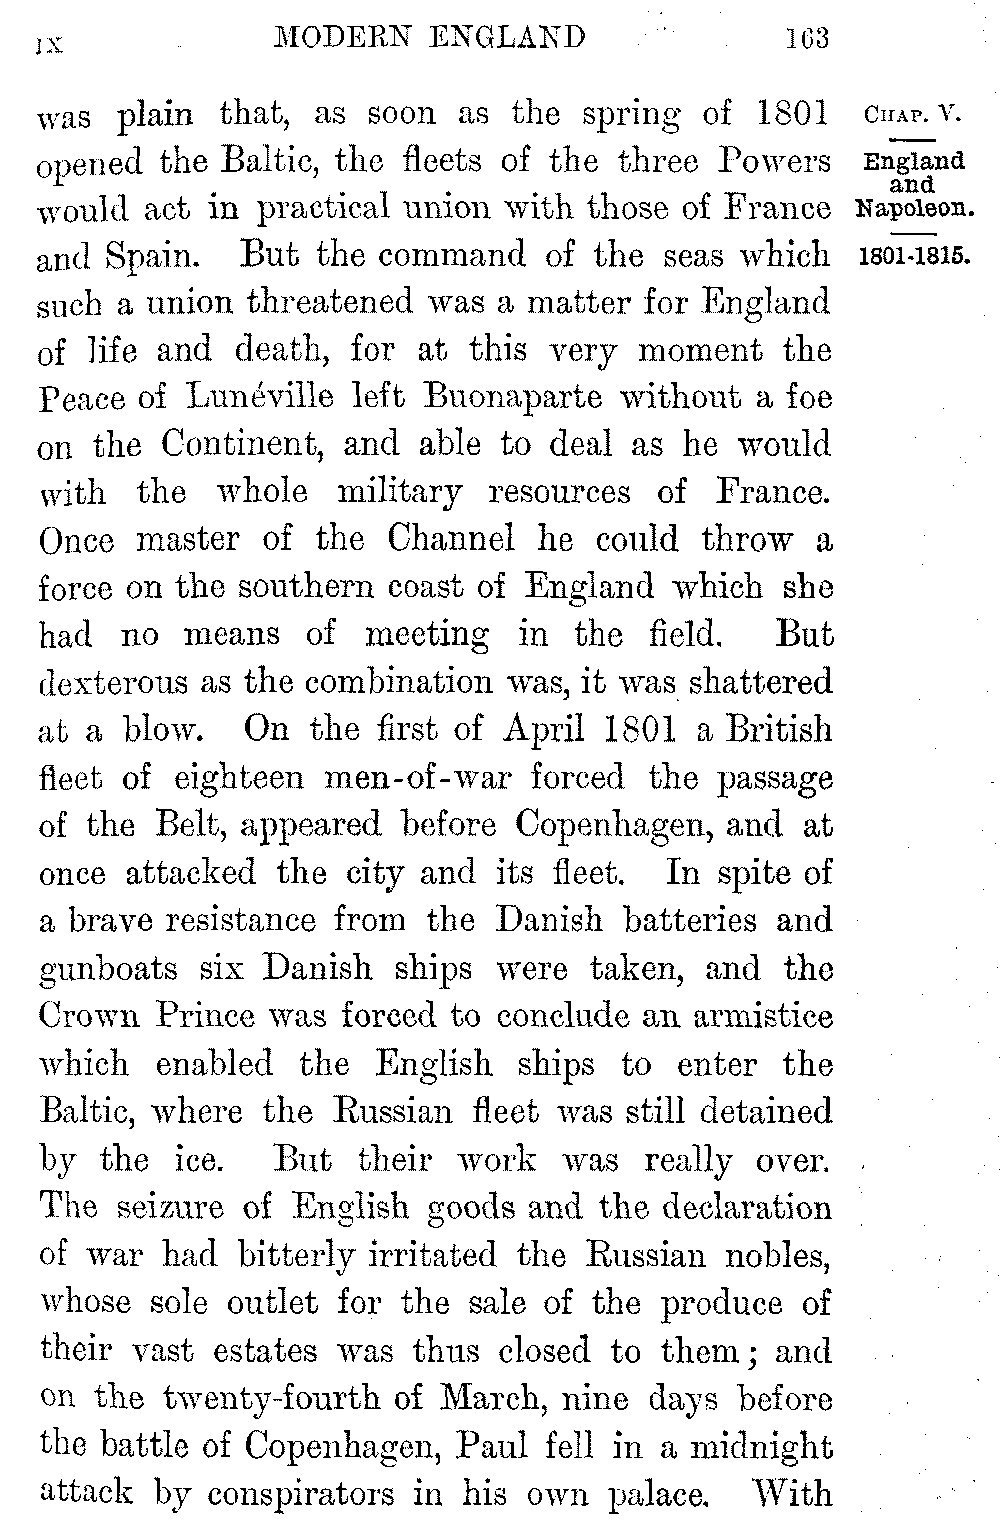 IX MODERN ENGLAND 163
was plain that, as soon as the spring of 1801
opened the Baltic, the fleets of the three Powers
would act in practical union with those of France
and Spain. But the command of the seas which
such a union threatened was a matter for England
of life and death, for at this very moment the
Peace of Lunéville left Buonaparte without a foe
on the Continent, and able to deal as he would
with the whole military resources of France.
Once master of the Channel he could throw a
force on the southern coast of England which she
had no means of meeting in the field. But
dexterous as the combination was, it was shattered
at a blow. On the first of April 1801 a British
fleet of eighteen men-of-war forced the passage
of the Belt, appeared before Copenhagen, and at
once attacked the city and its fleet. In spite of
a brave resistance from the Danish batteries and
gunboats six Danish ships were taken, and the
Crown Prince was forced to conclude an armistice
which enabled the English ships to enter the
Baltic, where the Russian fleet was still detained
by the ice. But their work was really over.
The seizure of English goods and the declaration
of war had bitterly irritated the Russian nobles,
whose sole outlet for the sale of the produce of
their vast estates was thus closed to them; and
on the twenty-fourth of March, nine days before
the battle of Copenhagen, Paul fell in a midnight
attack by conspirators in his own palace. With
CHAP. V.
England
and
Napoleon.
1801-1815.